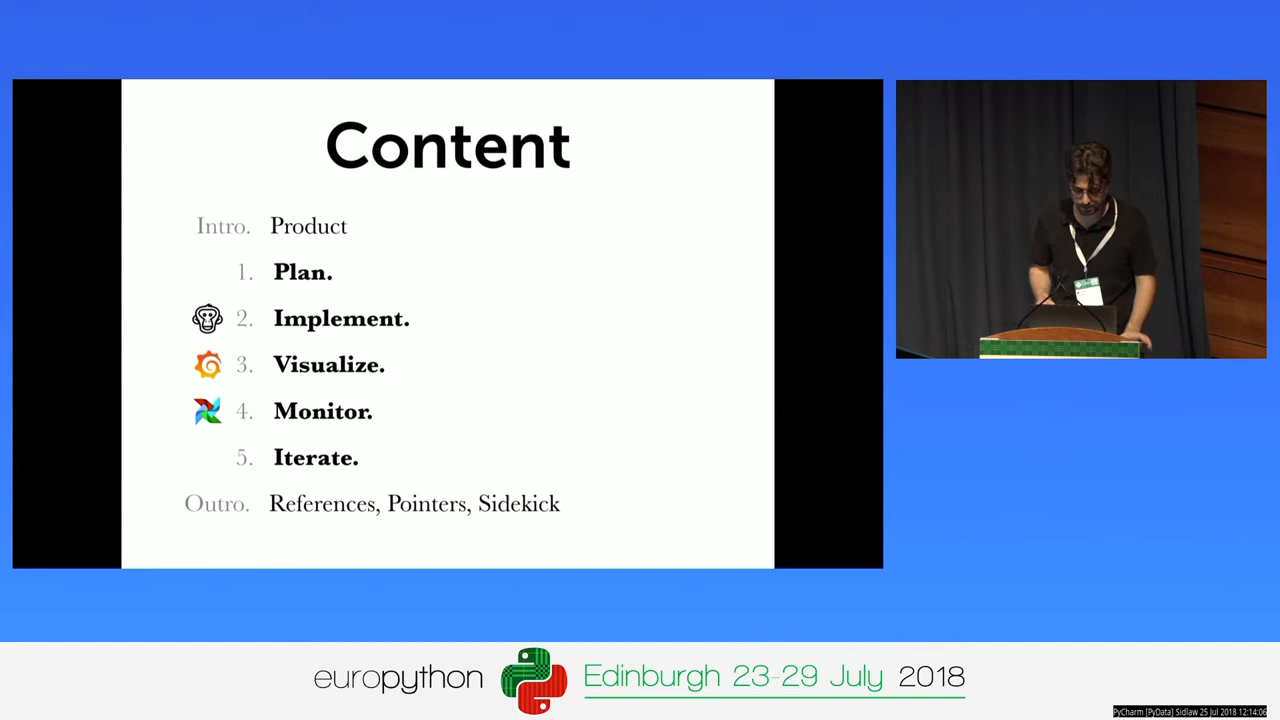 Content
Intro. Product
1. Plan.
2. Implement.
3. Visualize.
4. Monitor.
5. Iterate.
Outro. References, Pointers, Sidekick
europython Edinburgh 23-29 July 2018
PyCharm [PyData] Sidlaw 25 Jul 2018 12:14:06